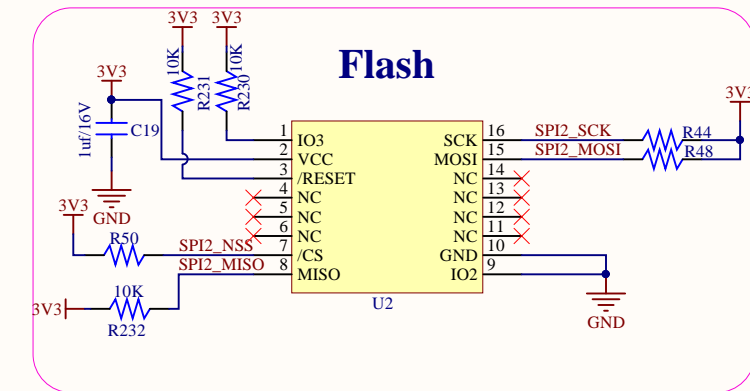 Flash
3V3
3V3
10K
R231
10K
R230
3V3
1uf/16V
C19
GND
3V3
R50
SPI2_NSS
SPI2_MISO
3V3
10K
R232
1 IO3
2 VCC
3 /RESET
4 NC
5 NC
6 NC
7 /CS
8 MISO
16 SCK
15 MOSI
14 NC
13 NC
12 NC
11 NC
10 GND
9 IO2
U2
SPI2_SCK
SPI2_MOSI
R44
R48
3V3
GND